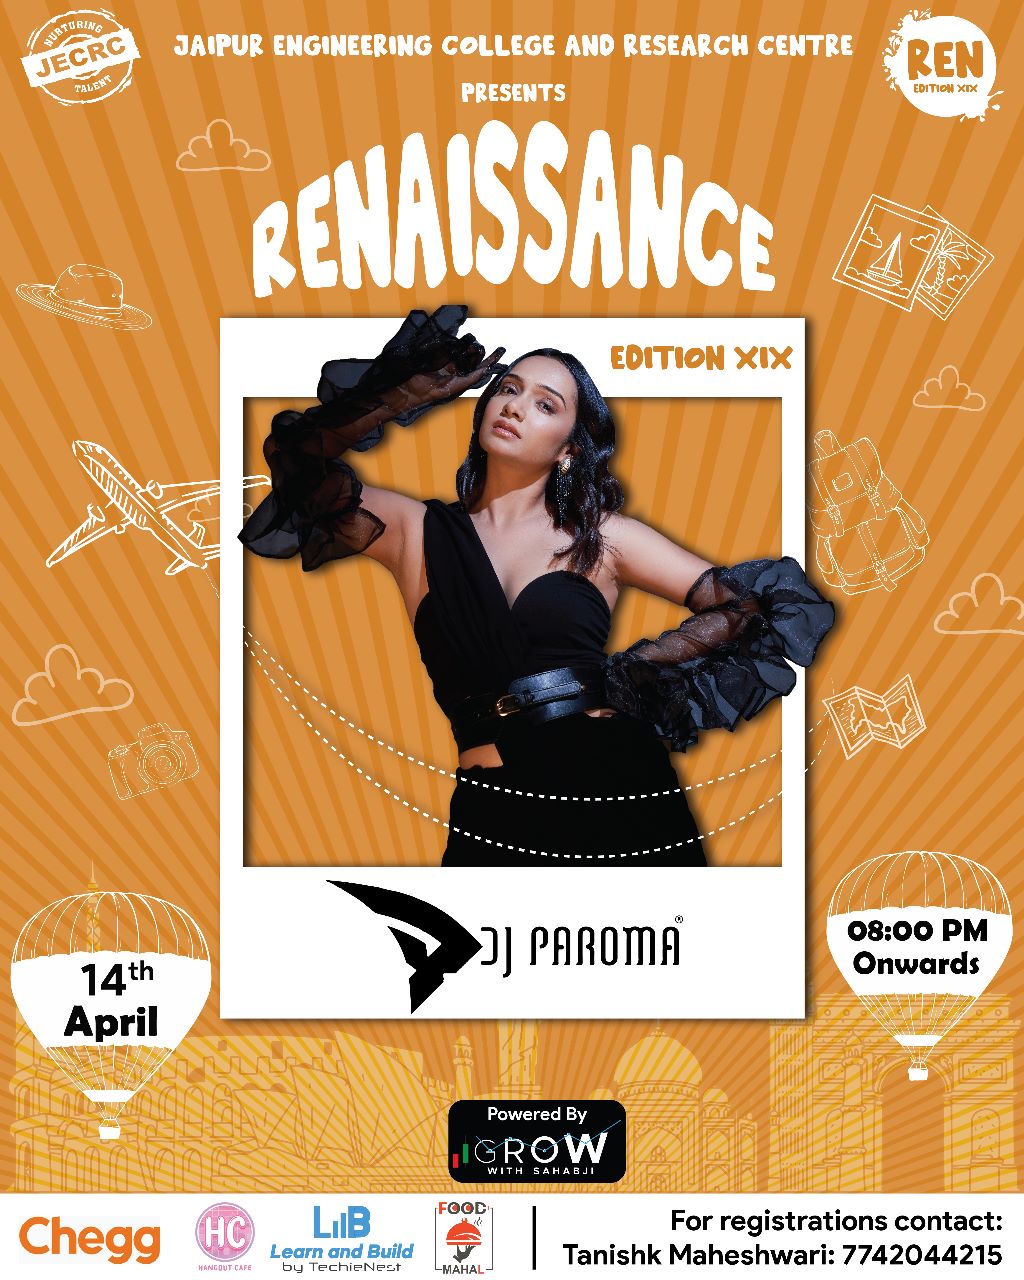 NURTURING
JECRC
TALENT
JAIPUR ENGINEERING COLLEGE AND RESEARCH CENTRE
PRESENTS
REN
EDITION XIX
RENAISSANCE
EDITION XIX
DJ PAROMA®
14th
April
08:00 PM
Onwards
Powered By
GROW
WITH SAHABJI
Chegg
HC
HANGOUT CAFE
LIIB
Learn and Build
by TechieNest
FOOD
MAHAL
For registrations contact:
Tanishk Maheshwari: 7742044215